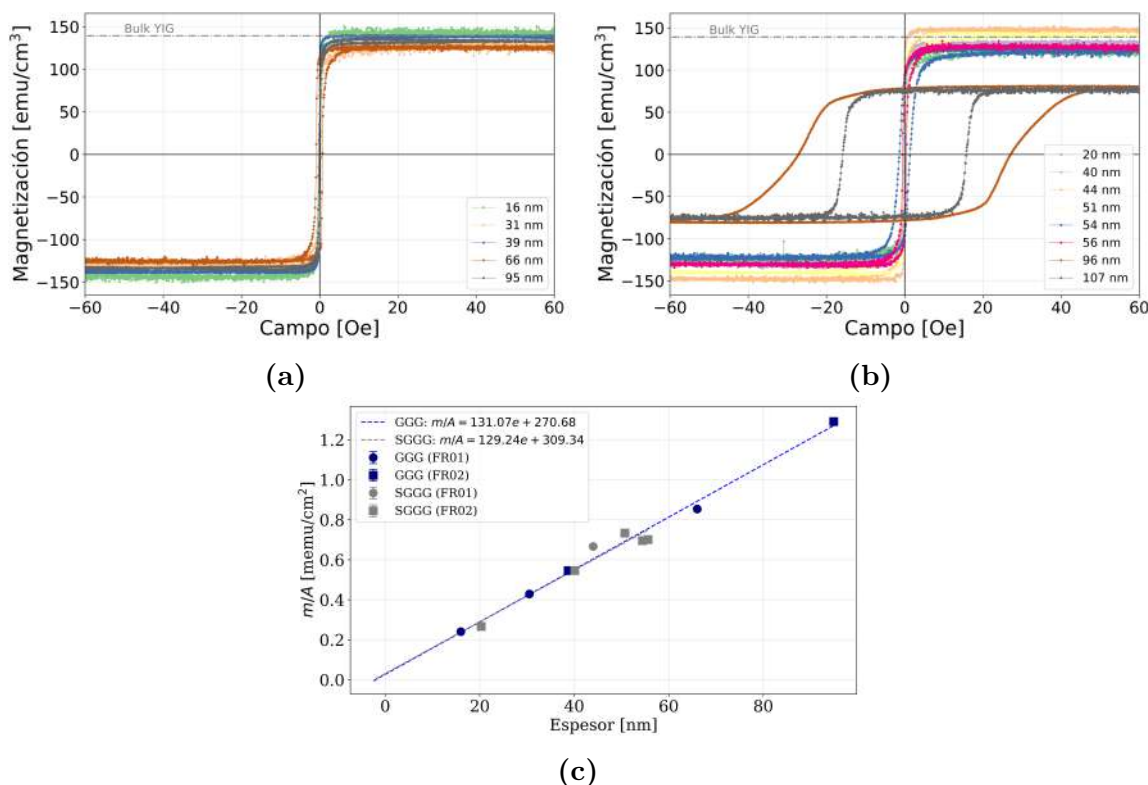 150
100
50
0
−50
−100
−150
Magnetización [emu/cm³]
Bulk YIG
16 nm
31 nm
39 nm
66 nm
95 nm
−60
−40
−20
0
20
40
60
Campo [Oe]
(a)
150
100
50
0
−50
−100
−150
Magnetización [emu/cm³]
Bulk YIG
20 nm
40 nm
44 nm
51 nm
54 nm
56 nm
96 nm
107 nm
−60
−40
−20
0
20
40
60
Campo [Oe]
(b)
GGG: m/A = 131.07e + 270.68
SGGG: m/A = 129.24e + 309.34
GGG (FR01)
GGG (FR02)
SGGG (FR01)
SGGG (FR02)
1.2
1.0
0.8
0.6
0.4
0.2
0.0
m/A [memu/cm²]
0
20
40
60
80
Espesor [nm]
(c)